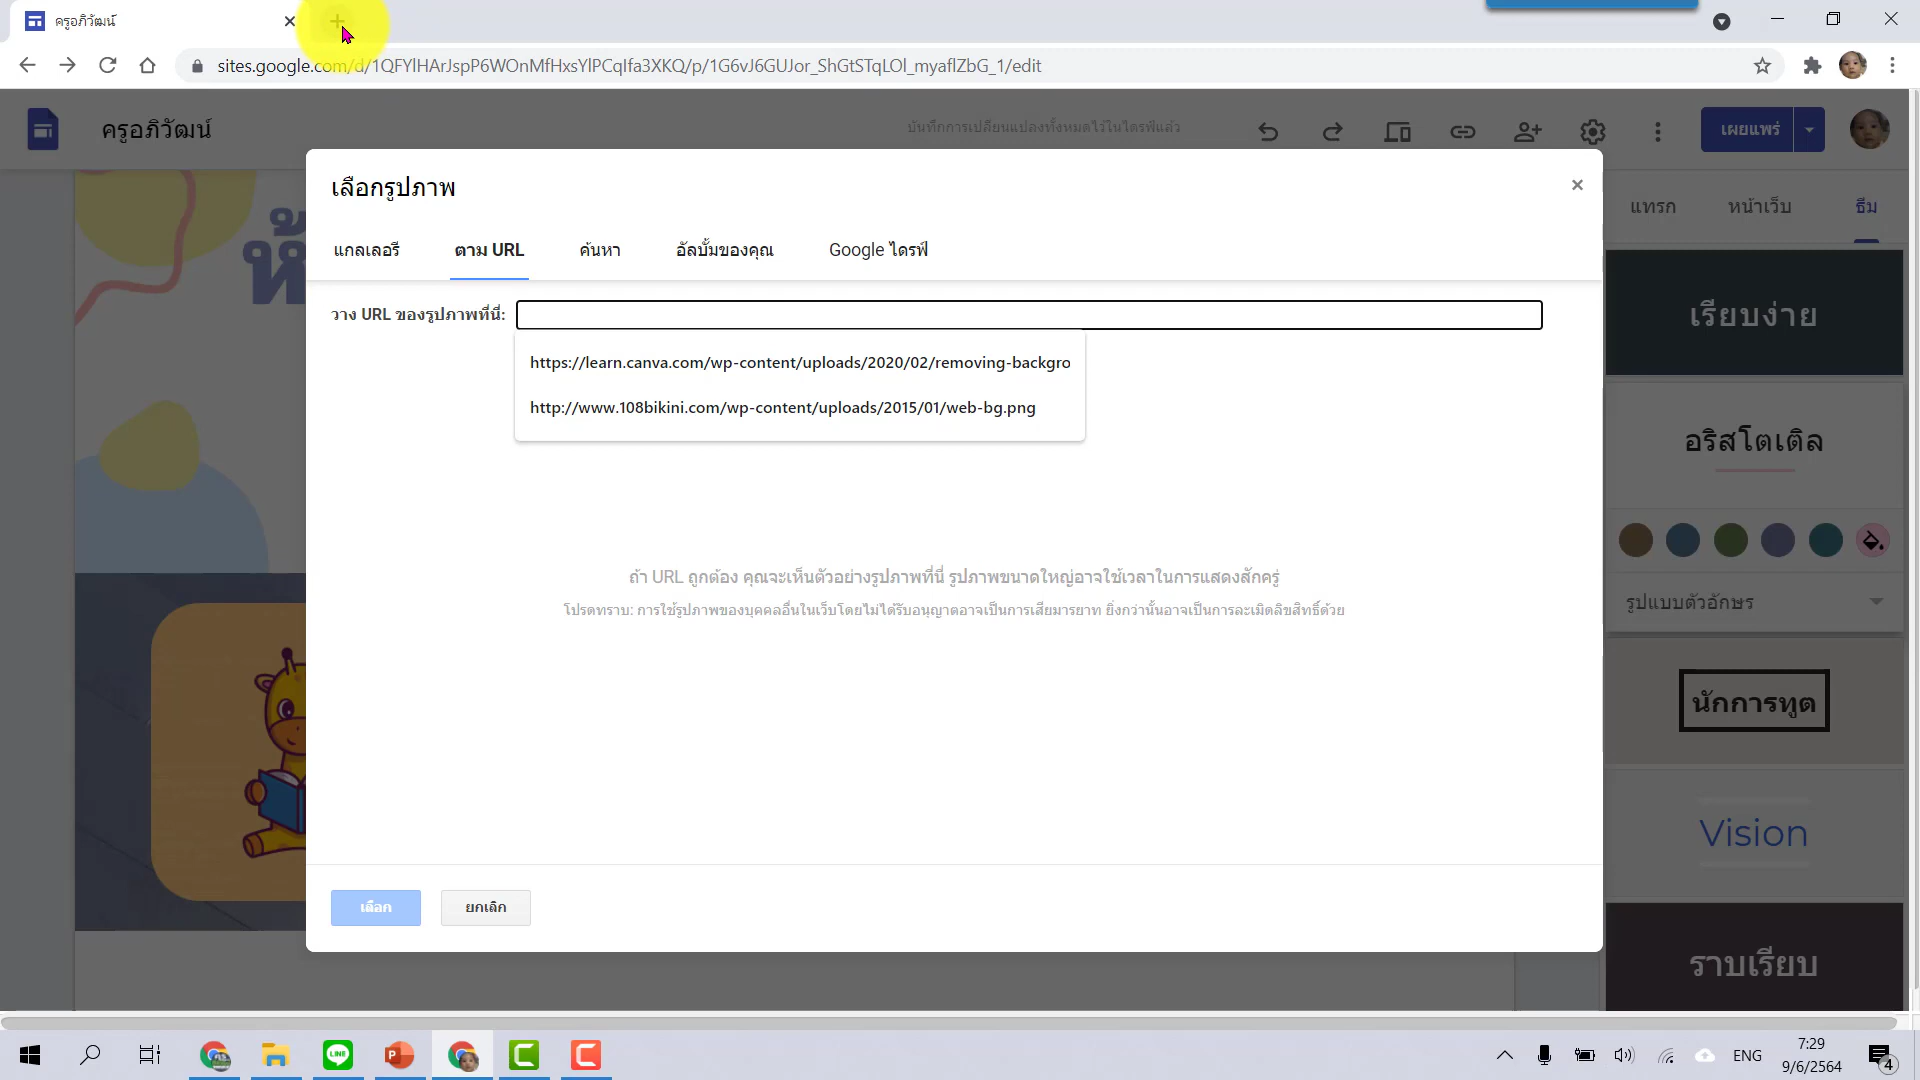 ครูอภิวัฒน์
sites.google.com/d/1QFYlHArJspP6WOnMfHxsYlPCqIfa3XKQ/p/1G6vJ6GUJor_ShGtSTqLOl_myaflZbG_1/edit
ครูอภิวัฒน์
บันทึกการเปลี่ยนแปลงทั้งหมดไว้ในไดรฟ์แล้ว
เผยแพร่
เลือกรูปภาพ
แทรก
หน้าเว็บ
ธีม
แกลเลอรี
ตาม URL
ค้นหา
อัลบั้มของคุณ
Google ไดรฟ์
วาง URL ของรูปภาพที่นี่:
เรียบง่าย
https://learn.canva.com/wp-content/uploads/2020/02/removing-backgro
http://www.108bikini.com/wp-content/uploads/2015/01/web-bg.png
อริสโตเติล
ถ้า URL ถูกต้อง คุณจะเห็นตัวอย่างรูปภาพที่นี่ รูปภาพขนาดใหญ่อาจใช้เวลาในการแสดงสักครู่
โปรดทราบ: การใช้รูปภาพของบุคคลอื่นในเว็บโดยไม่ได้รับอนุญาตอาจเป็นการเสียมารยาท ยิ่งกว่านั้นอาจเป็นการละเมิดลิขสิทธิ์ด้วย
รูปแบบตัวอักษร
นักการทูต
Vision
เลือก
ยกเลิก
ราบเรียบ
LINE
ENG
7:29
9/6/2564
4